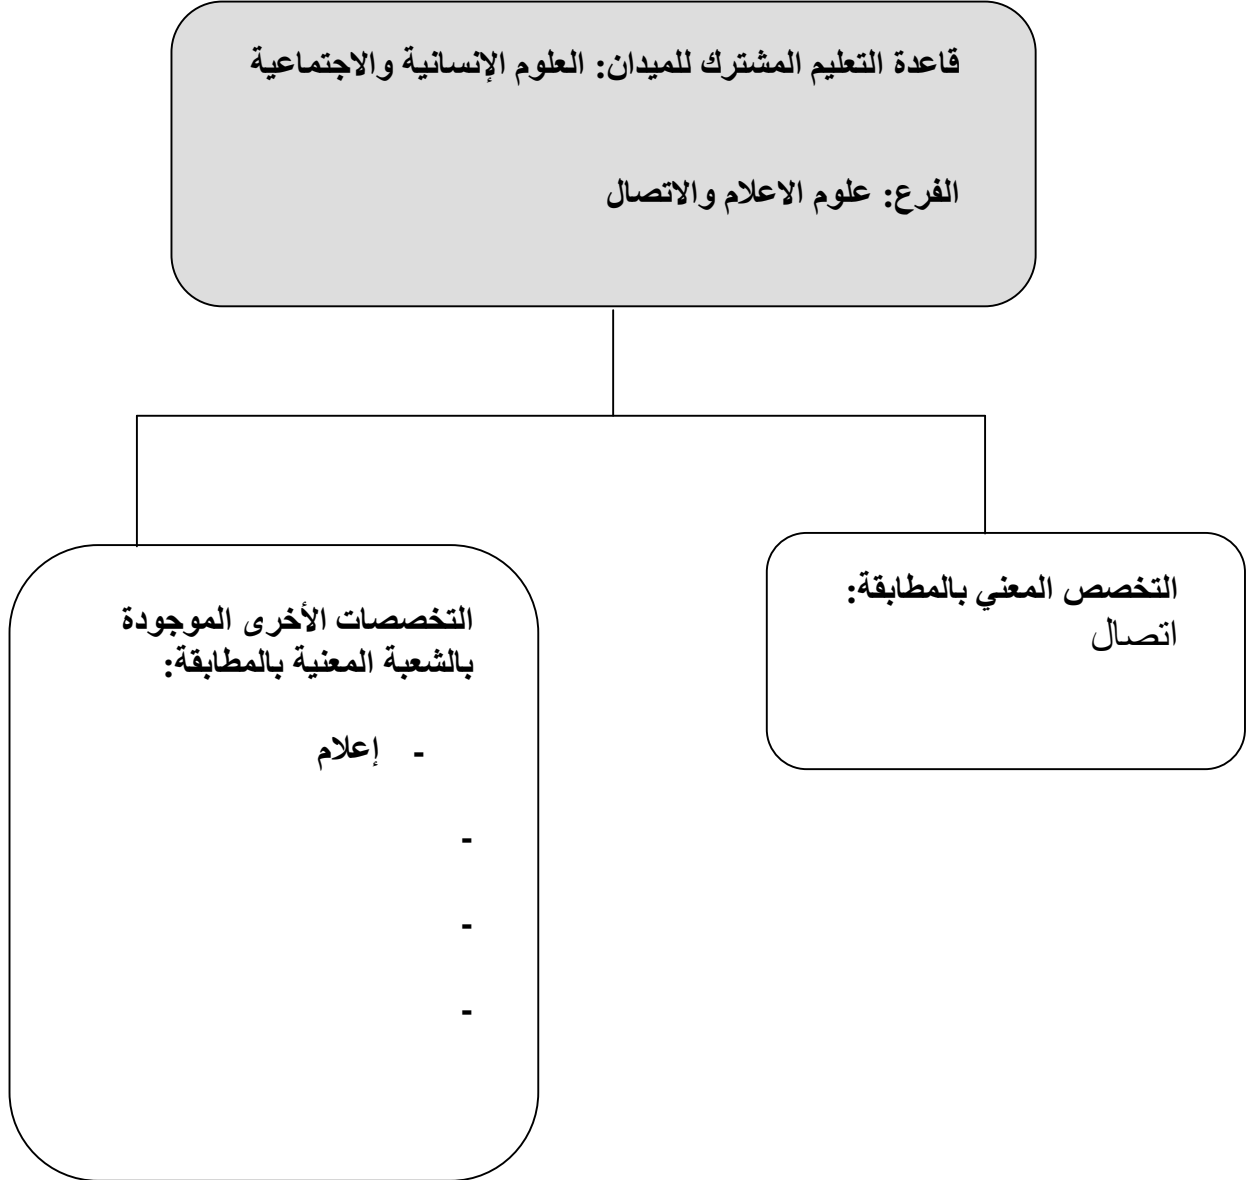 قاعدة التعليم المشترك للميدان: العلوم الإنسانية والاجتماعية
الفرع: علوم الاعلام والاتصال
التخصص المعني بالمطابقة:
اتصال
التخصصات الأخرى الموجودة
بالشعبة المعنية بالمطابقة:
- إعلام
-
-
-